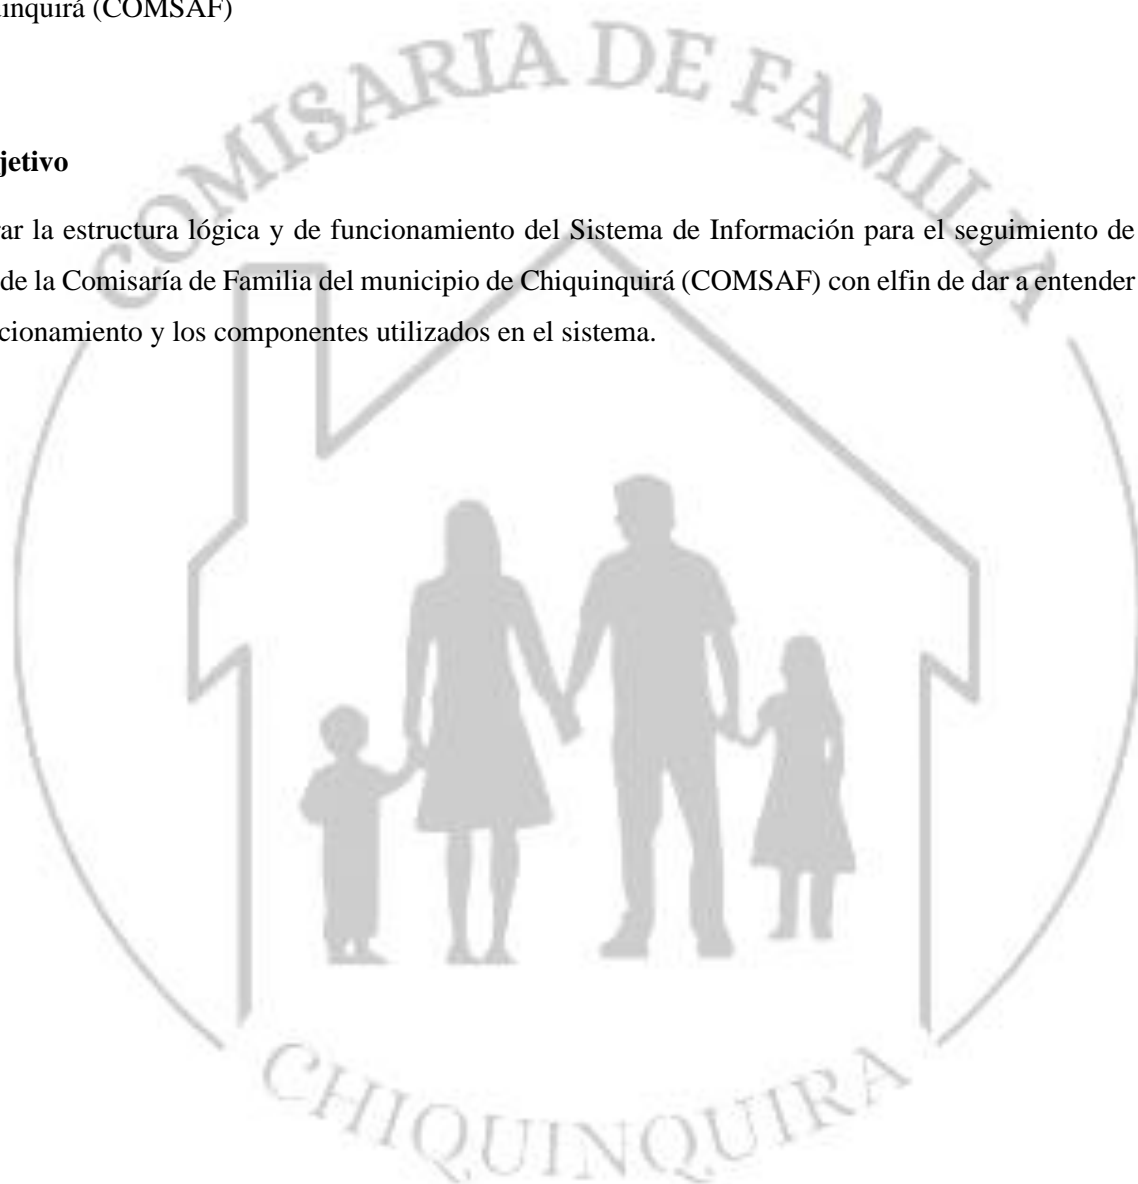 uinquirá (COMSAF)
COMISARIA DE FAMILIA
jetivo
ar la estructura lógica y de funcionamiento del Sistema de Información para el seguimiento de
de la Comisaría de Familia del municipio de Chiquinquirá (COMSAF) con elfin de dar a entender
cionamiento y los componentes utilizados en el sistema.
CHIQUINQUIRA